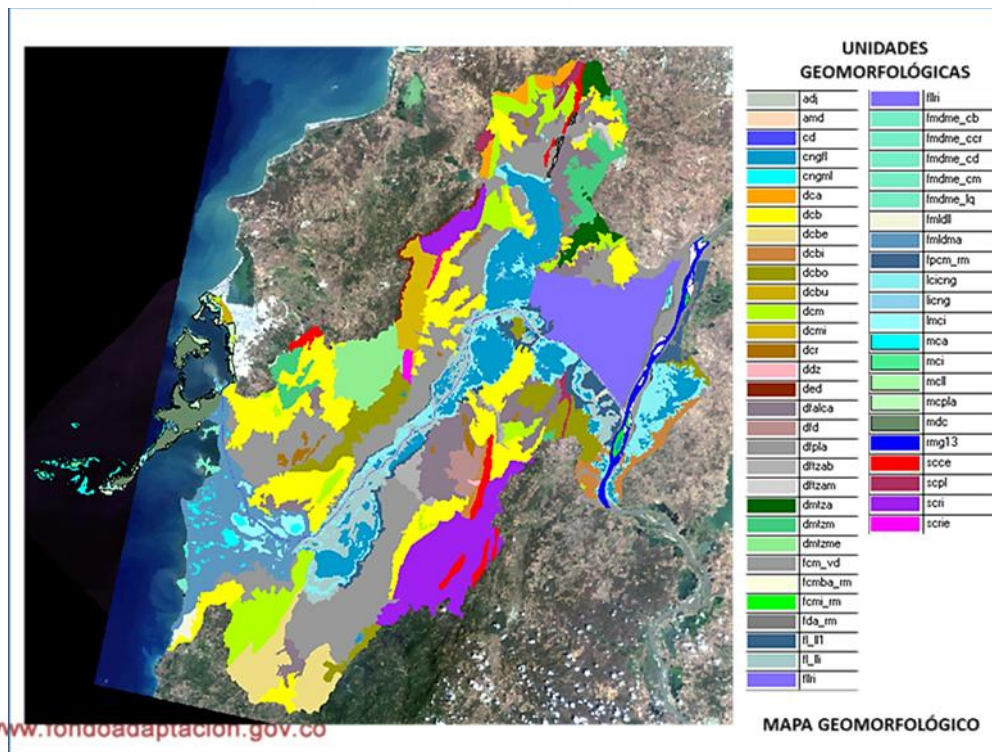 UNIDADES
GEOMORFOLÓGICAS
adj
amd
cd
cngfl
cngml
dca
dcb
dcbe
dcbi
dcbo
dcbu
dcm
dcmi
dcr
ddz
ded
dfalca
dfd
dfpla
dftzab
dftzam
dmtza
dmtzm
dmtzme
fcm_vd
fcmba_rm
fcmi_rm
fda_rm
fl_ll1
fl_lli
fllri
fllri
fmdme_cb
fmdme_ccr
fmdme_cd
fmdme_cm
fmdme_lq
fmldll
fmldma
fpcm_rm
lcicng
licng
lmci
mca
mci
mcll
mcpla
mdc
rmg13
scce
scpl
scri
scrie
MAPA GEOMORFOLÓGICO
www.fondoadaptacion.gov.co